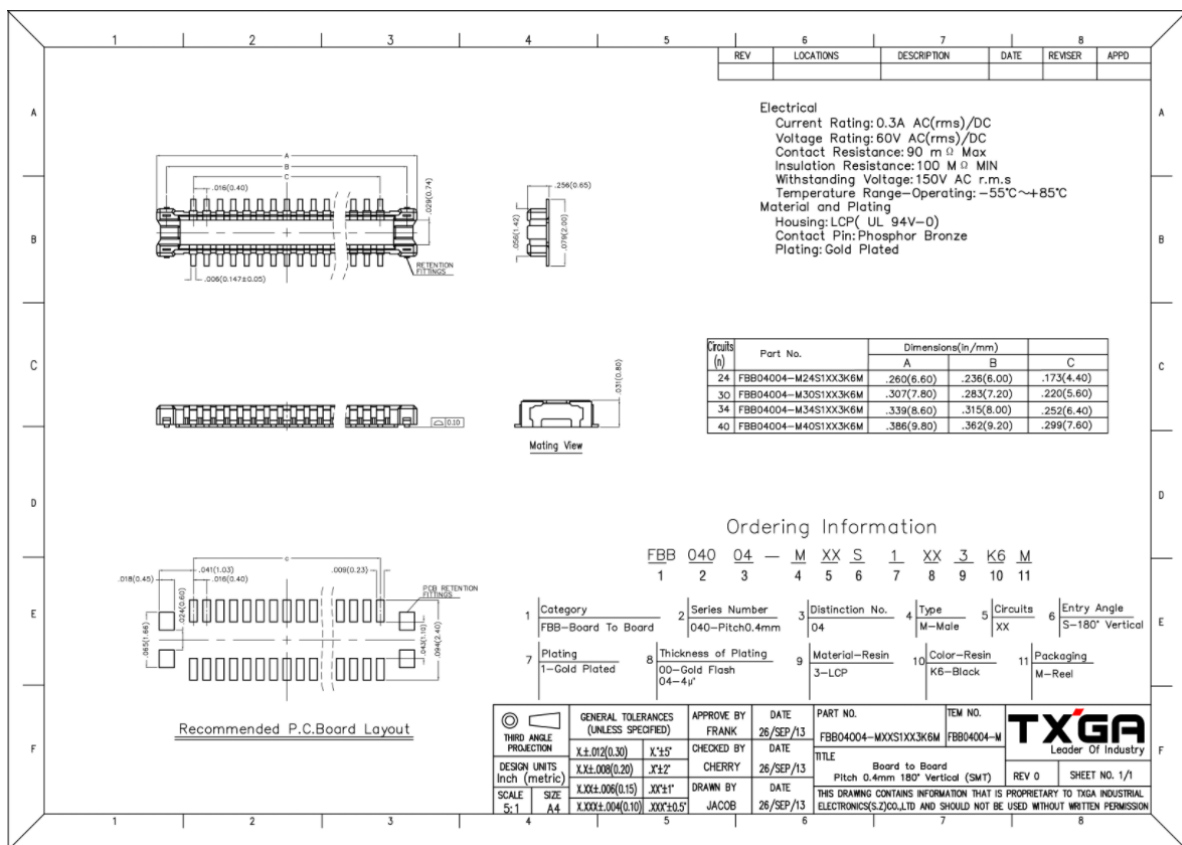 1 2 3 4 5 6 7 8
REV LOCATIONS DESCRIPTION DATE REVISER APPD
A A
B B
C C
D D
E E
F F
Electrical
Current Rating:0.3A AC(rms)/DC
Voltage Rating:60V AC(rms)/DC
Contact Resistance:90 mΩ Max
Insulation Resistance:100 MΩ MIN
Withstanding Voltage:150V AC r.m.s
Temperature Range-Operating:-55℃~+85℃
Material and Plating
Housing:LCP( UL 94V-0)
Contact Pin:Phosphor Bronze
Plating:Gold Plated
A
B
C
.016(0.40)
.029(0.74)
.006(0.147±0.05)
RETENTION
FITTINGS
.256(0.65)
.056(1.42)
.079(2.00)
0.10
.031(0.80)
Mating View
Circuits (n) Part No. Dimensions(in/mm)
A B C
24 FBB04004-M24S1XX3K6M .260(6.60) .236(6.00) .173(4.40)
30 FBB04004-M30S1XX3K6M .307(7.80) .283(7.20) .220(5.60)
34 FBB04004-M34S1XX3K6M .339(8.60) .315(8.00) .252(6.40)
40 FBB04004-M40S1XX3K6M .386(9.80) .362(9.20) .299(7.60)
.041(1.03)
.009(0.23)
.018(0.45)
.016(0.40)
.024(0.60)
PCB RETENTION
FITTINGS
.065(1.66)
.043(1.10)
.094(2.40)
Recommended P.C.Board Layout
Ordering Information
FBB 040 04 - M XX S 1 XX 3 K6 M
1 2 3 4 5 6 7 8 9 10 11
1 Category
FBB-Board To Board
2 Series Number
040-Pitch0.4mm
3 Distinction No.
04
4 Type
M-Male
5 Circuits
XX
6 Entry Angle
S-180° Vertical
7 Plating
1-Gold Plated
8 Thickness of Plating
00-Gold Flash
04-4μ"
9 Material-Resin
3-LCP
10 Color-Resin
K6-Black
11 Packaging
M-Reel
THIRD ANGLE
PROJECTION
DESIGN UNITS
Inch (metric)
SCALE SIZE
5:1 A4
GENERAL TOLERANCES
(UNLESS SPECIFIED)
X.±.012(0.30) X.°±5°
X.X±.008(0.20) .X°±2°
X.XX±.006(0.15) .XX°±1°
X.XXX±.004(0.10) .XXX°±0.5°
APPROVE BY DATE
FRANK 26/SEP/13
CHECKED BY DATE
CHERRY 26/SEP/13
DRAWN BY DATE
JACOB 26/SEP/13
PART NO.
FBB04004-MXXS1XX3K6M
TEM NO.
FBB04004-M
TITLE
Board to Board
Pitch 0.4mm 180° Vertical (SMT)
REV 0 SHEET NO. 1/1
TXGA
Leader Of Industry
THIS DRAWING CONTAINS INFORMATION THAT IS PROPRIETARY TO TXGA INDUSTRIAL
ELECTRONICS(S.Z)CO.,LTD AND SHOULD NOT BE USED WITHOUT WRITTEN PERMISSION
1 2 3 4 5 6 7 8